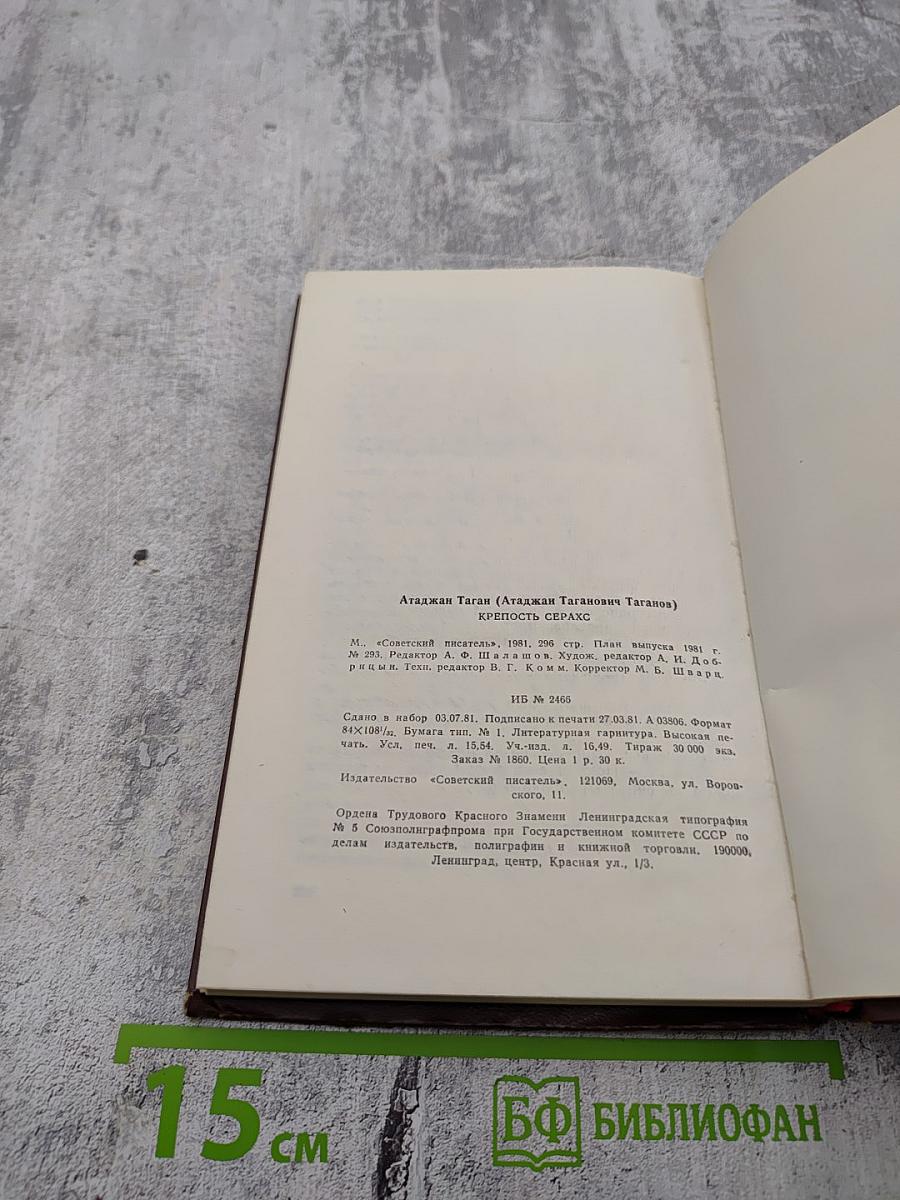 Атаджан Таган (Атаджан Таганович Таганов)
КРЕПОСТЬ СЕРАХС
М., «Советский писатель», 1981, 296 стр. План выпуска 1981 г.
№ 293. Редактор А. Ф. Шалашов. Худож. редактор А. И. Доб-
рицын. Техн. редактор В. Г. Комм. Корректор М. Б. Шварц.
ИБ № 2466
Сдано в набор 03.07.81. Подписано к печати 27.03.81. А 03806. Формат
84×108¹/₃₂. Бумага тип. № 1. Литературная гарнитура. Высокая пе-
чать. Усл. печ. л. 15,54. Уч.-изд. л. 16,49. Тираж 30 000 экз.
Заказ № 1860. Цена 1 р. 30 к.
Издательство «Советский писатель», 121069, Москва, ул. Воров-
ского, 11.
Ордена Трудового Красного Знамени Ленинградская типография
№ 5 Союзполиграфпрома при Государственном комитете СССР по
делам издательств, полиграфии и книжной торговли. 190000,
Ленинград, центр, Красная ул., 1/3.
15 см
БФ БИБЛИОФАН